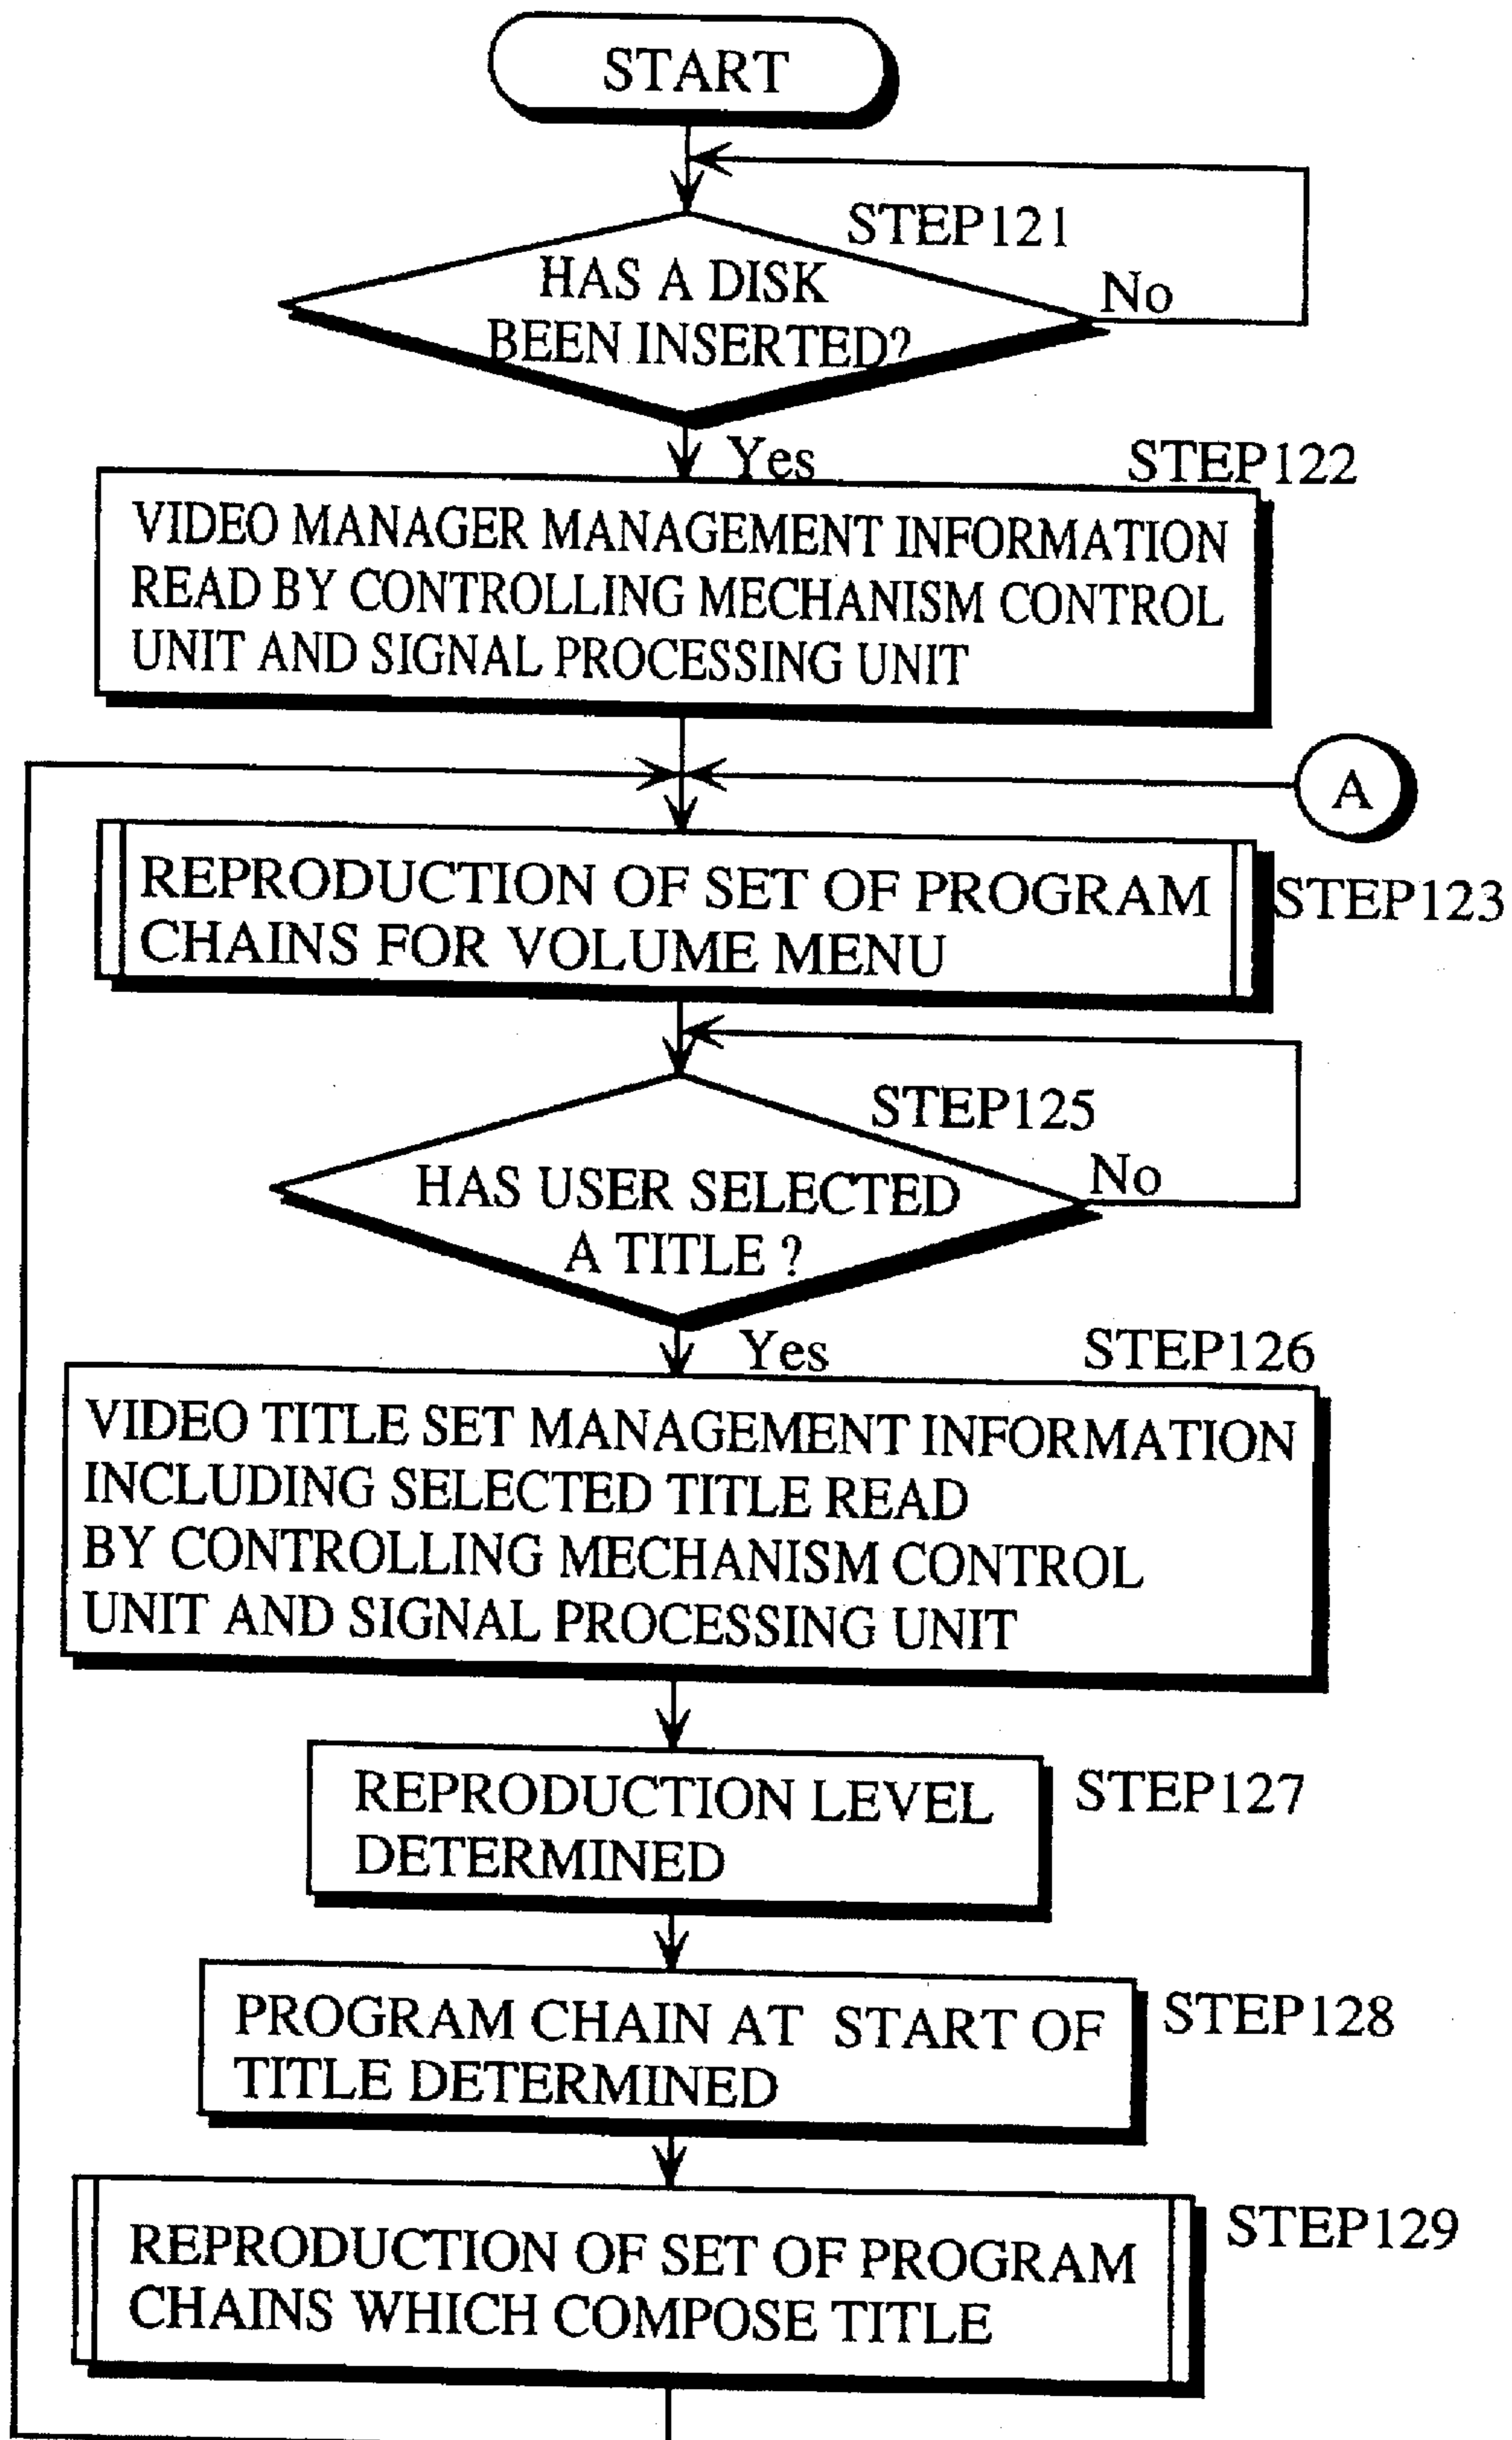 START
STEP121
HAS A DISK
BEEN INSERTED?
No
Yes
STEP122
VIDEO MANAGER MANAGEMENT INFORMATION
READ BY CONTROLLING MECHANISM CONTROL
UNIT AND SIGNAL PROCESSING UNIT
A
REPRODUCTION OF SET OF PROGRAM
CHAINS FOR VOLUME MENU
STEP123
STEP125
HAS USER SELECTED
A TITLE ?
No
Yes
STEP126
VIDEO TITLE SET MANAGEMENT INFORMATION
INCLUDING SELECTED TITLE READ
BY CONTROLLING MECHANISM CONTROL
UNIT AND SIGNAL PROCESSING UNIT
REPRODUCTION LEVEL
DETERMINED
STEP127
PROGRAM CHAIN AT START OF
TITLE DETERMINED
STEP128
REPRODUCTION OF SET OF PROGRAM
CHAINS WHICH COMPOSE TITLE
STEP129